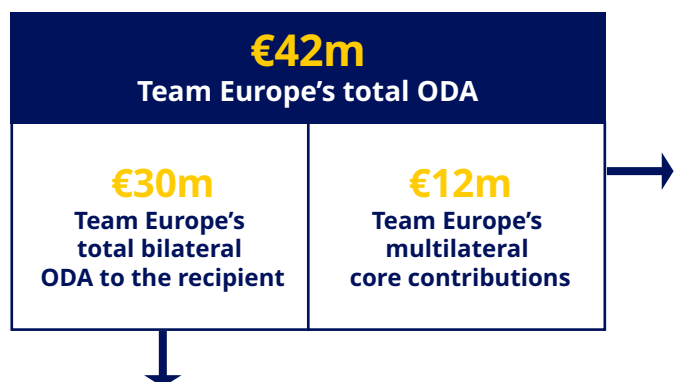 €42m
Team Europe’s total ODA
€30m
Team Europe’s
total bilateral
ODA to the recipient
€12m
Team Europe’s
multilateral
core contributions